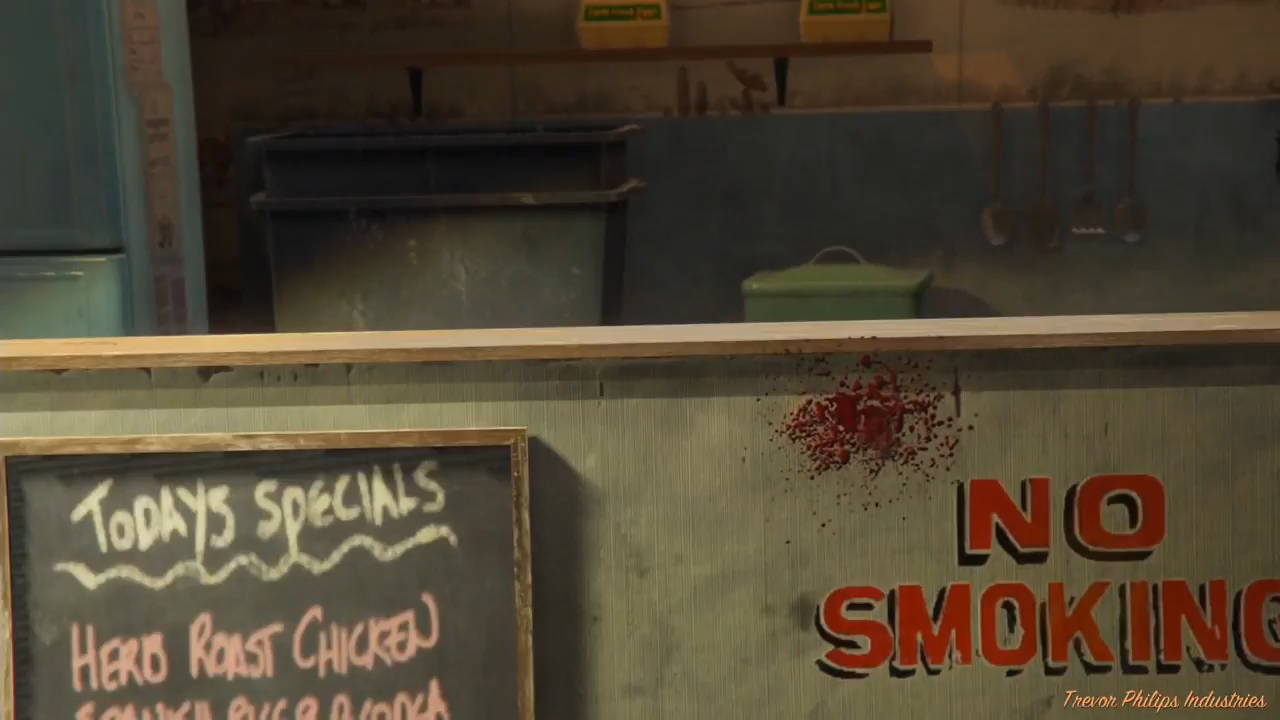 TODAYS SPECIALS
HERB ROAST CHICKEN
NO
SMOKING
Trevor Philips Industries